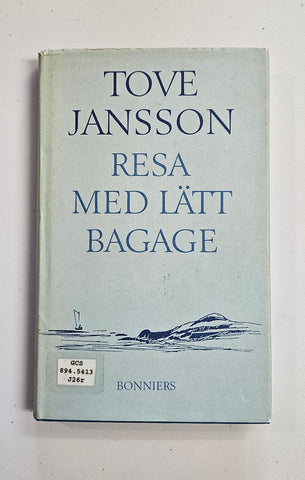 TOVE
JANSSON
RESA
MED LÄTT
BAGAGE
GCS
894.5413
J26r
BONNIERS